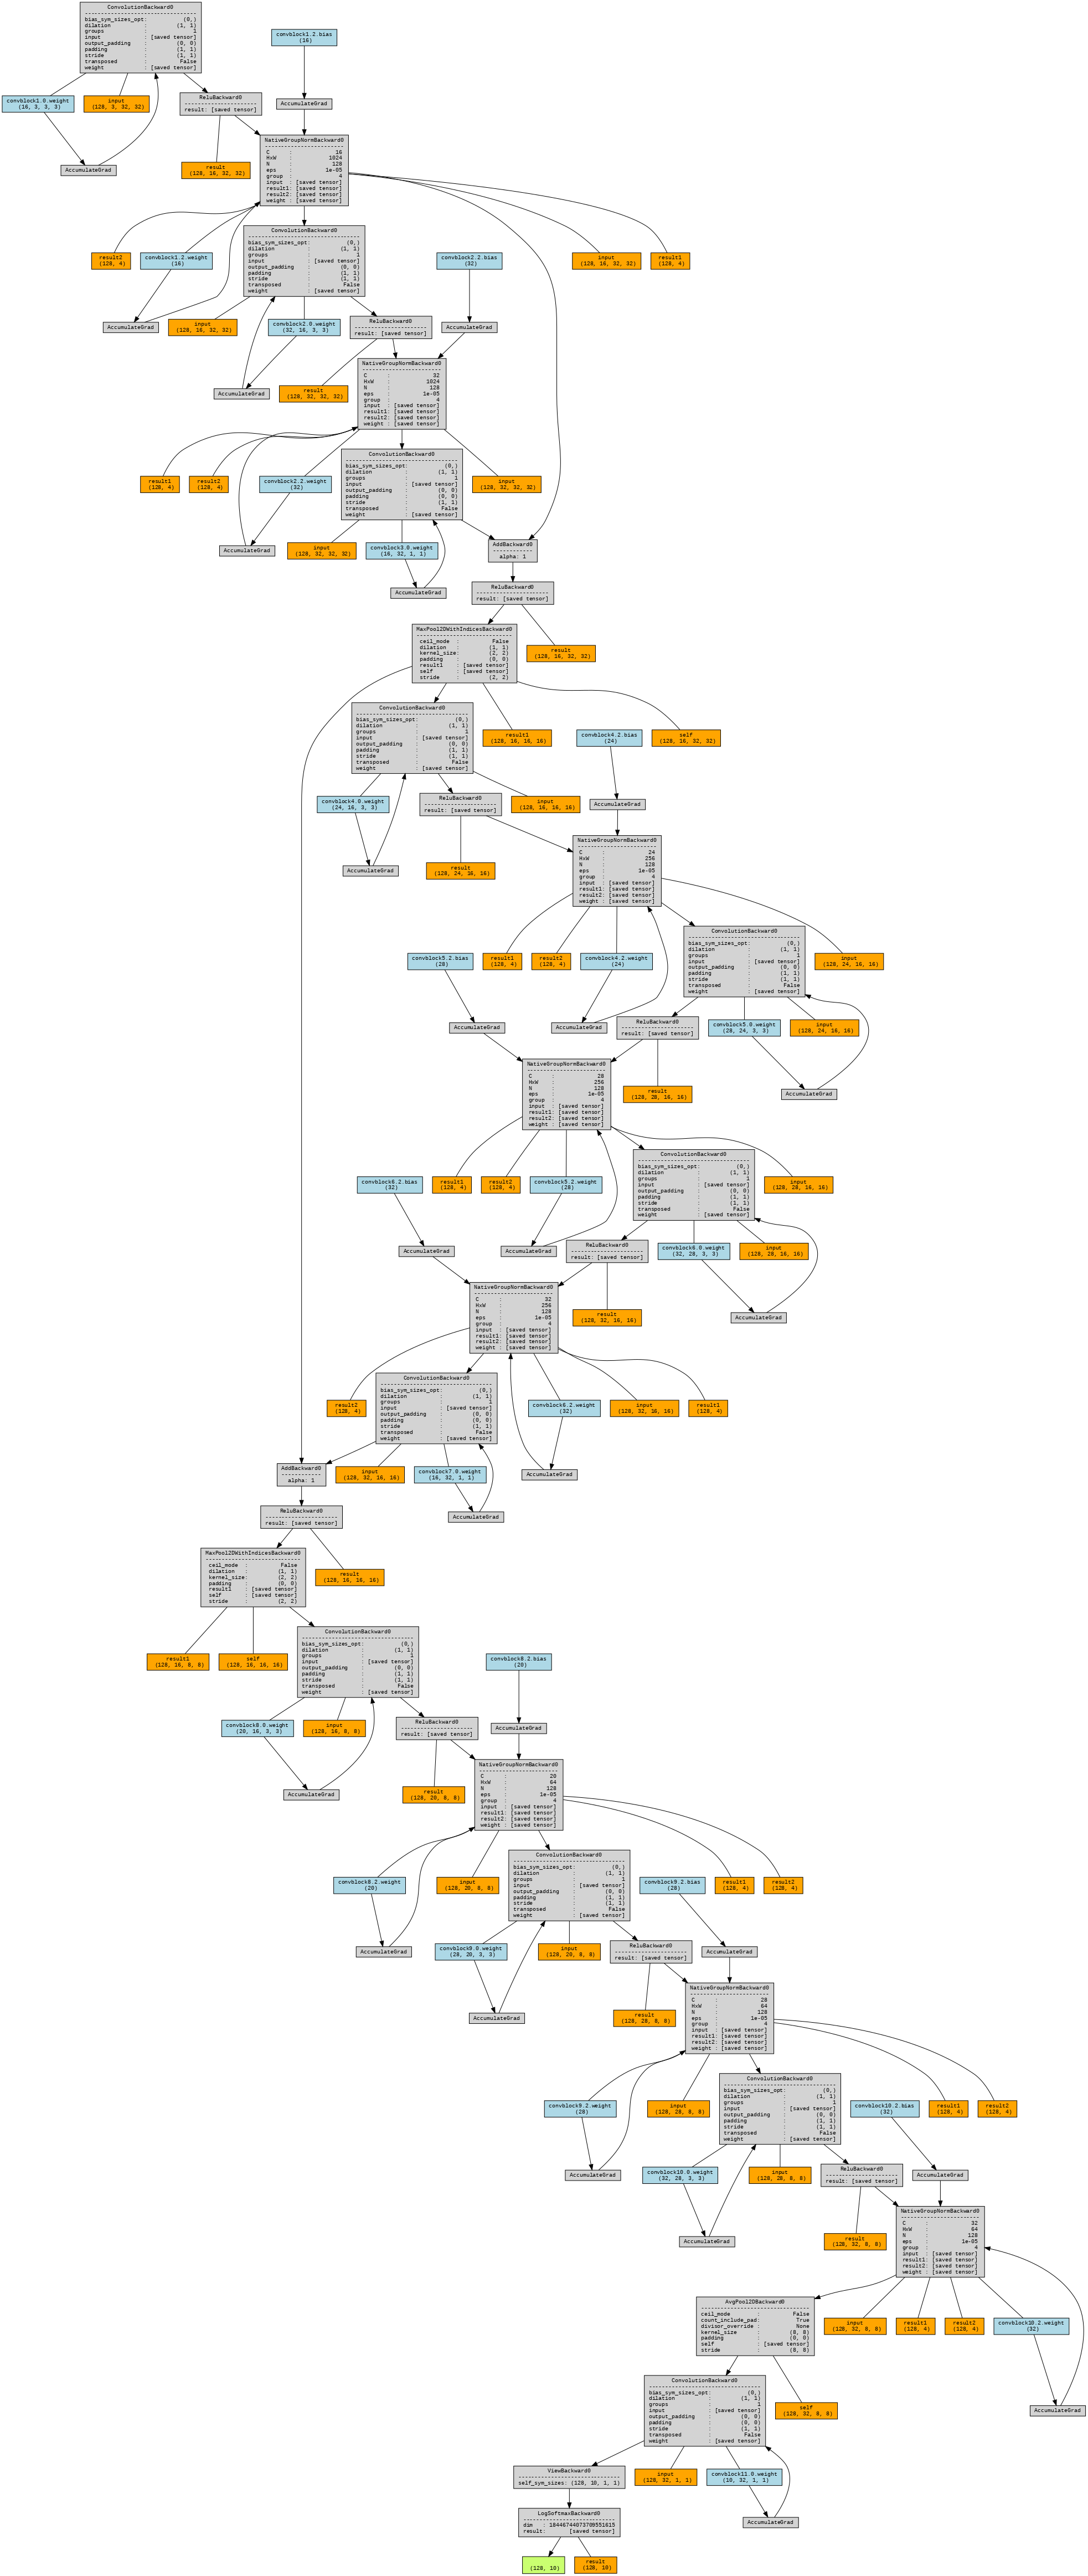 ConvolutionBackward0
----------------------------------
bias_sym_sizes_opt: (0,)
dilation : (1, 1)
groups : 1
input : [saved tensor]
output_padding : (0, 0)
padding : (1, 1)
stride : (1, 1)
transposed : False
weight : [saved tensor]
convblock1.2.bias
(16)
convblock1.0.weight
(16, 3, 3, 3)
input
(128, 3, 32, 32)
ReluBackward0
----------------------
result: [saved tensor]
AccumulateGrad
AccumulateGrad
result
(128, 16, 32, 32)
NativeGroupNormBackward0
------------------------
C : 16
HxW : 1024
N : 128
eps : 1e-05
group : 4
input : [saved tensor]
result1: [saved tensor]
result2: [saved tensor]
weight : [saved tensor]
result2
(128, 4)
convblock1.2.weight
(16)
ConvolutionBackward0
----------------------------------
bias_sym_sizes_opt: (0,)
dilation : (1, 1)
groups : 1
input : [saved tensor]
output_padding : (0, 0)
padding : (1, 1)
stride : (1, 1)
transposed : False
weight : [saved tensor]
convblock2.2.bias
(32)
input
(128, 16, 32, 32)
result1
(128, 4)
AccumulateGrad
input
(128, 16, 32, 32)
convblock2.0.weight
(32, 16, 3, 3)
ReluBackward0
----------------------
result: [saved tensor]
AccumulateGrad
AccumulateGrad
result
(128, 32, 32, 32)
NativeGroupNormBackward0
------------------------
C : 32
HxW : 1024
N : 128
eps : 1e-05
group : 4
input : [saved tensor]
result1: [saved tensor]
result2: [saved tensor]
weight : [saved tensor]
result1
(128, 4)
result2
(128, 4)
convblock2.2.weight
(32)
ConvolutionBackward0
----------------------------------
bias_sym_sizes_opt: (0,)
dilation : (1, 1)
groups : 1
input : [saved tensor]
output_padding : (0, 0)
padding : (0, 0)
stride : (1, 1)
transposed : False
weight : [saved tensor]
input
(128, 32, 32, 32)
AccumulateGrad
input
(128, 32, 32, 32)
convblock3.0.weight
(16, 32, 1, 1)
AddBackward0
------------
alpha: 1
AccumulateGrad
ReluBackward0
----------------------
result: [saved tensor]
MaxPool2DWithIndicesBackward0
-----------------------------
ceil_mode : False
dilation : (1, 1)
kernel_size: (2, 2)
padding : (0, 0)
result1 : [saved tensor]
self : [saved tensor]
stride : (2, 2)
result
(128, 16, 32, 32)
ConvolutionBackward0
----------------------------------
bias_sym_sizes_opt: (0,)
dilation : (1, 1)
groups : 1
input : [saved tensor]
output_padding : (0, 0)
padding : (1, 1)
stride : (1, 1)
transposed : False
weight : [saved tensor]
result1
(128, 16, 16, 16)
convblock4.2.bias
(24)
self
(128, 16, 32, 32)
convblock4.0.weight
(24, 16, 3, 3)
ReluBackward0
----------------------
result: [saved tensor]
input
(128, 16, 16, 16)
AccumulateGrad
AccumulateGrad
result
(128, 24, 16, 16)
NativeGroupNormBackward0
------------------------
C : 24
HxW : 256
N : 128
eps : 1e-05
group : 4
input : [saved tensor]
result1: [saved tensor]
result2: [saved tensor]
weight : [saved tensor]
convblock5.2.bias
(28)
result1
(128, 4)
result2
(128, 4)
convblock4.2.weight
(24)
ConvolutionBackward0
----------------------------------
bias_sym_sizes_opt: (0,)
dilation : (1, 1)
groups : 1
input : [saved tensor]
output_padding : (0, 0)
padding : (1, 1)
stride : (1, 1)
transposed : False
weight : [saved tensor]
input
(128, 24, 16, 16)
AccumulateGrad
AccumulateGrad
ReluBackward0
----------------------
result: [saved tensor]
convblock5.0.weight
(28, 24, 3, 3)
input
(128, 24, 16, 16)
NativeGroupNormBackward0
------------------------
C : 28
HxW : 256
N : 128
eps : 1e-05
group : 4
input : [saved tensor]
result1: [saved tensor]
result2: [saved tensor]
weight : [saved tensor]
result
(128, 28, 16, 16)
AccumulateGrad
convblock6.2.bias
(32)
result1
(128, 4)
result2
(128, 4)
convblock5.2.weight
(28)
ConvolutionBackward0
----------------------------------
bias_sym_sizes_opt: (0,)
dilation : (1, 1)
groups : 1
input : [saved tensor]
output_padding : (0, 0)
padding : (1, 1)
stride : (1, 1)
transposed : False
weight : [saved tensor]
input
(128, 28, 16, 16)
AccumulateGrad
AccumulateGrad
ReluBackward0
----------------------
result: [saved tensor]
convblock6.0.weight
(32, 28, 3, 3)
input
(128, 28, 16, 16)
NativeGroupNormBackward0
------------------------
C : 32
HxW : 256
N : 128
eps : 1e-05
group : 4
input : [saved tensor]
result1: [saved tensor]
result2: [saved tensor]
weight : [saved tensor]
result
(128, 32, 16, 16)
AccumulateGrad
result2
(128, 4)
ConvolutionBackward0
----------------------------------
bias_sym_sizes_opt: (0,)
dilation : (1, 1)
groups : 1
input : [saved tensor]
output_padding : (0, 0)
padding : (0, 0)
stride : (1, 1)
transposed : False
weight : [saved tensor]
convblock6.2.weight
(32)
input
(128, 32, 16, 16)
result1
(128, 4)
AddBackward0
------------
alpha: 1
input
(128, 32, 16, 16)
convblock7.0.weight
(16, 32, 1, 1)
AccumulateGrad
ReluBackward0
----------------------
result: [saved tensor]
AccumulateGrad
MaxPool2DWithIndicesBackward0
-----------------------------
ceil_mode : False
dilation : (1, 1)
kernel_size: (2, 2)
padding : (0, 0)
result1 : [saved tensor]
self : [saved tensor]
stride : (2, 2)
result
(128, 16, 16, 16)
result1
(128, 16, 8, 8)
self
(128, 16, 16, 16)
ConvolutionBackward0
----------------------------------
bias_sym_sizes_opt: (0,)
dilation : (1, 1)
groups : 1
input : [saved tensor]
output_padding : (0, 0)
padding : (1, 1)
stride : (1, 1)
transposed : False
weight : [saved tensor]
convblock8.2.bias
(20)
convblock8.0.weight
(20, 16, 3, 3)
input
(128, 16, 8, 8)
ReluBackward0
----------------------
result: [saved tensor]
AccumulateGrad
AccumulateGrad
result
(128, 20, 8, 8)
NativeGroupNormBackward0
------------------------
C : 20
HxW : 64
N : 128
eps : 1e-05
group : 4
input : [saved tensor]
result1: [saved tensor]
result2: [saved tensor]
weight : [saved tensor]
convblock8.2.weight
(20)
input
(128, 20, 8, 8)
ConvolutionBackward0
----------------------------------
bias_sym_sizes_opt: (0,)
dilation : (1, 1)
groups : 1
input : [saved tensor]
output_padding : (0, 0)
padding : (1, 1)
stride : (1, 1)
transposed : False
weight : [saved tensor]
convblock9.2.bias
(28)
result1
(128, 4)
result2
(128, 4)
AccumulateGrad
convblock9.0.weight
(28, 20, 3, 3)
input
(128, 20, 8, 8)
ReluBackward0
----------------------
result: [saved tensor]
AccumulateGrad
AccumulateGrad
result
(128, 28, 8, 8)
NativeGroupNormBackward0
------------------------
C : 28
HxW : 64
N : 128
eps : 1e-05
group : 4
input : [saved tensor]
result1: [saved tensor]
result2: [saved tensor]
weight : [saved tensor]
convblock9.2.weight
(28)
input
(128, 28, 8, 8)
ConvolutionBackward0
----------------------------------
bias_sym_sizes_opt: (0,)
dilation : (1, 1)
groups : 1
input : [saved tensor]
output_padding : (0, 0)
padding : (1, 1)
stride : (1, 1)
transposed : False
weight : [saved tensor]
convblock10.2.bias
(32)
result1
(128, 4)
result2
(128, 4)
AccumulateGrad
convblock10.0.weight
(32, 28, 3, 3)
input
(128, 28, 8, 8)
ReluBackward0
----------------------
result: [saved tensor]
AccumulateGrad
AccumulateGrad
result
(128, 32, 8, 8)
NativeGroupNormBackward0
------------------------
C : 32
HxW : 64
N : 128
eps : 1e-05
group : 4
input : [saved tensor]
result1: [saved tensor]
result2: [saved tensor]
weight : [saved tensor]
AvgPool2DBackward0
---------------------------------
ceil_mode : False
count_include_pad: True
divisor_override : None
kernel_size : (8, 8)
padding : (0, 0)
self : [saved tensor]
stride : (8, 8)
input
(128, 32, 8, 8)
result1
(128, 4)
result2
(128, 4)
convblock10.2.weight
(32)
ConvolutionBackward0
----------------------------------
bias_sym_sizes_opt: (0,)
dilation : (1, 1)
groups : 1
input : [saved tensor]
output_padding : (0, 0)
padding : (0, 0)
stride : (1, 1)
transposed : False
weight : [saved tensor]
self
(128, 32, 8, 8)
AccumulateGrad
ViewBackward0
-------------------------------
self_sym_sizes: (128, 10, 1, 1)
input
(128, 32, 1, 1)
convblock11.0.weight
(10, 32, 1, 1)
LogSoftmaxBackward0
----------------------------
dim : 18446744073709551615
result: [saved tensor]
AccumulateGrad
(128, 10)
result
(128, 10)